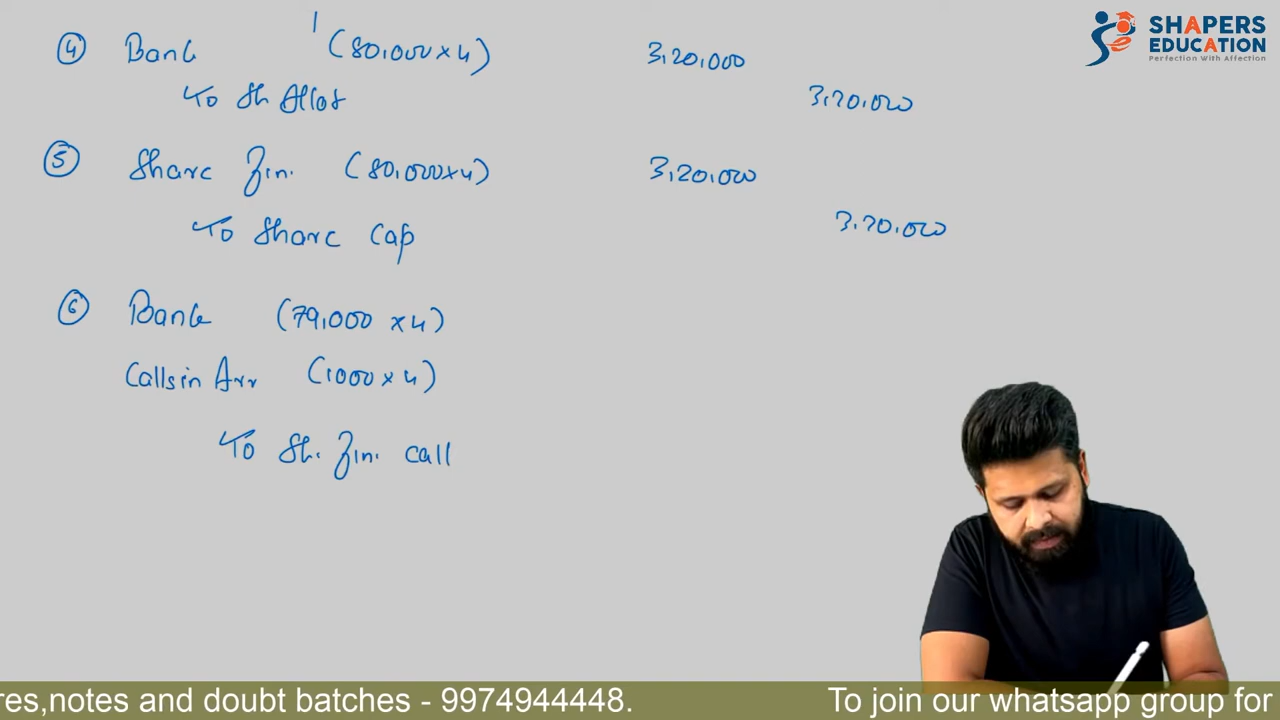 ④ Bank (80,000 x 4) 3,20,000
To Sh Allot 3,20,000
⑤ Share Fin. (80,000 x 4) 3,20,000
To Share Cap 3,20,000
⑥ Bank (79,000 x 4)
Calls in Arr (1000 x 4)
To Sh. Fin. call
SHAPERS
EDUCATION
Perfection With Affection
res,notes and doubt batches - 9974944448. To join our whatsapp group for